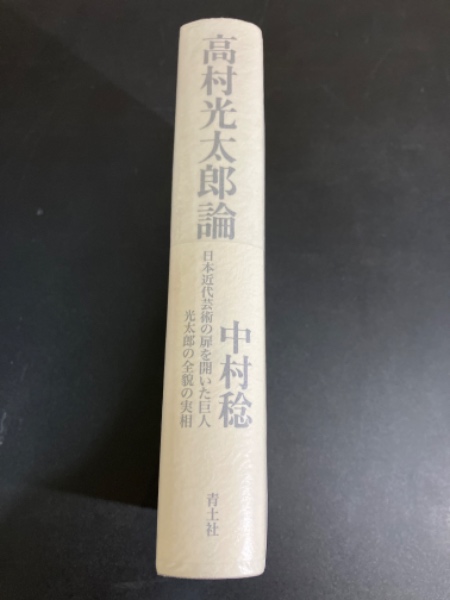 高村光太郎論
中村稔
日本近代芸術の扉を開いた巨人
光太郎の全貌の実相
青土社